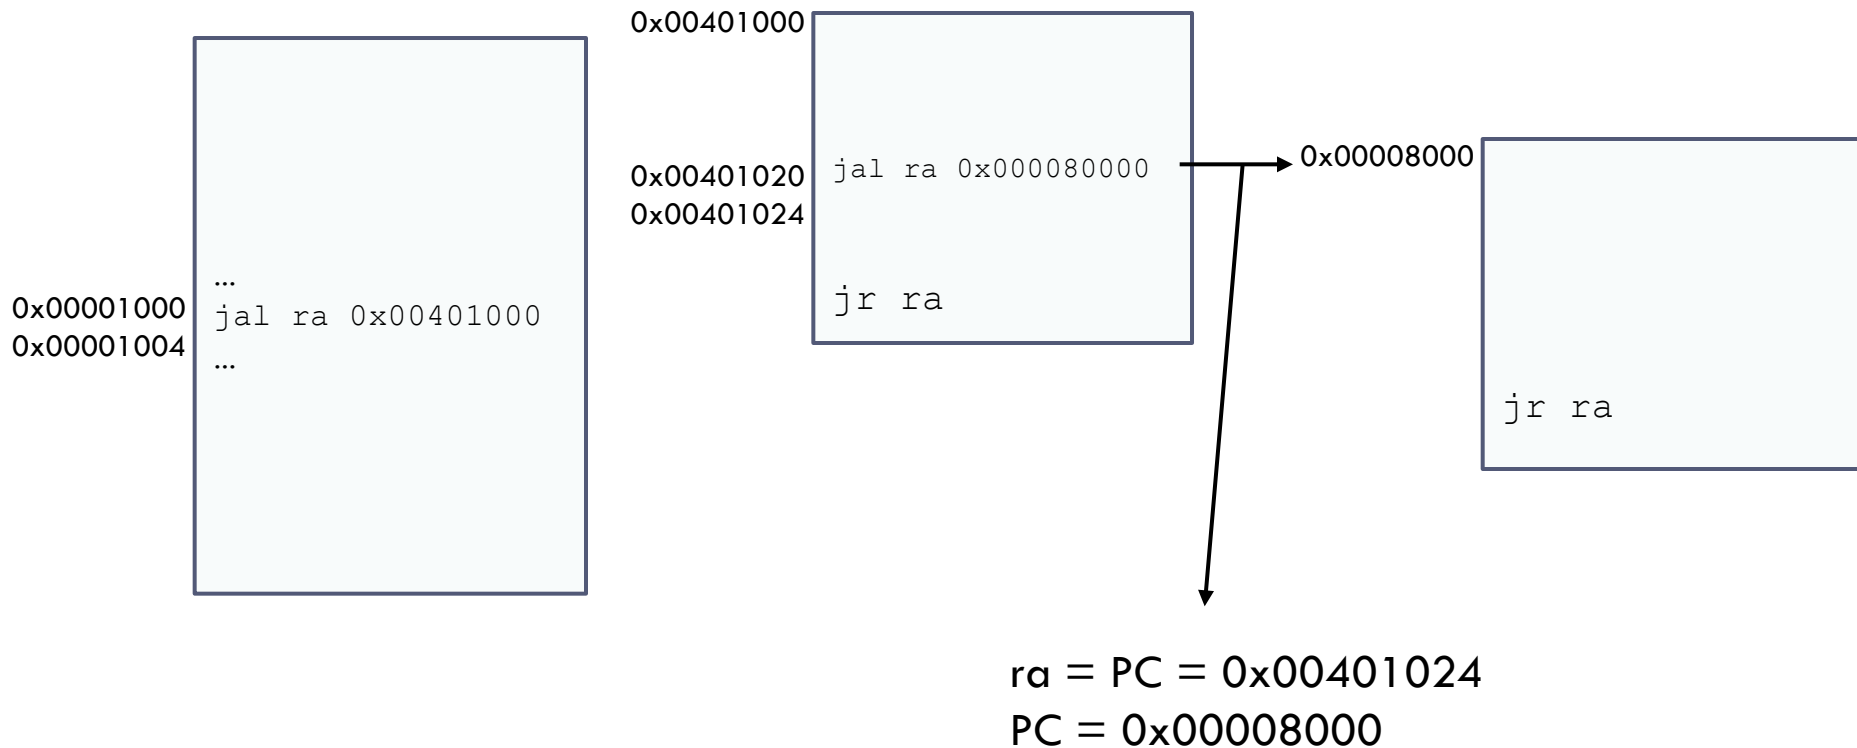 ...
0x00001000
jal ra 0x00401000
0x00001004
...
0x00401000
0x00401020
jal ra 0x000080000
0x00401024
jr ra
0x00008000
jr ra
ra = PC = 0x00401024
PC = 0x00008000